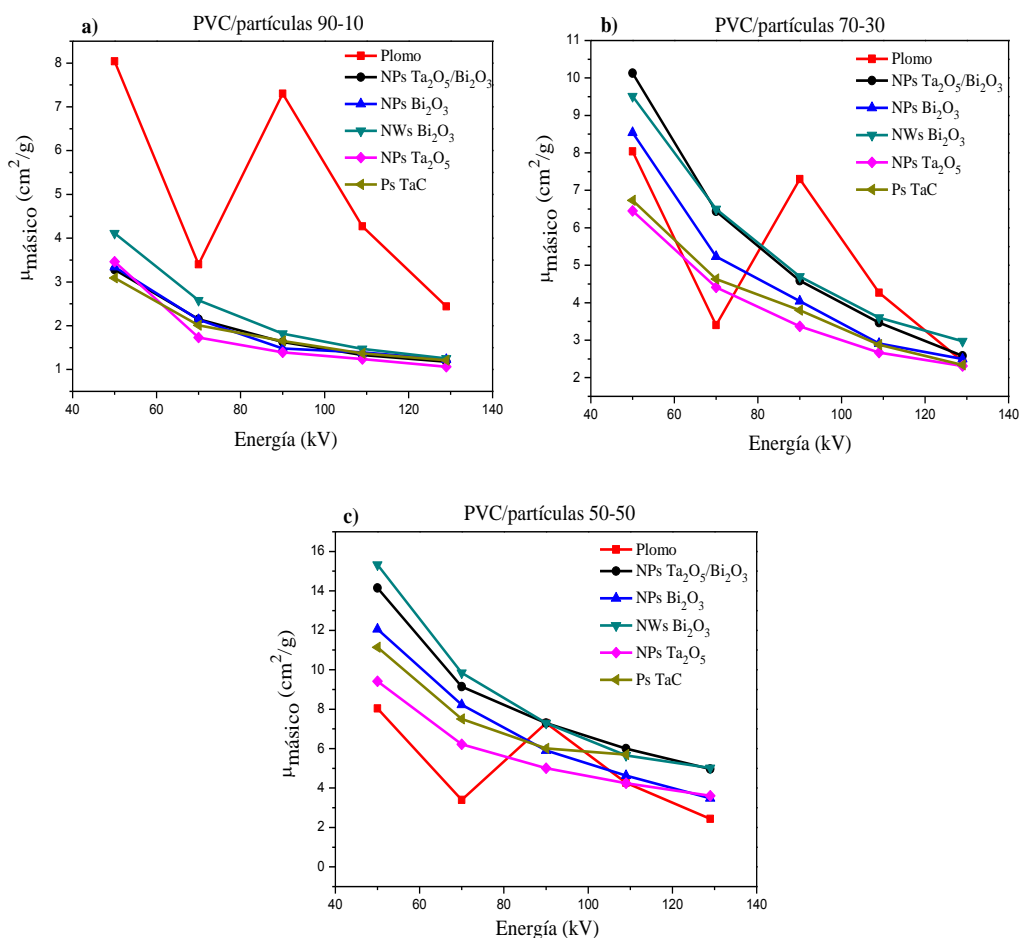 a)
PVC/partículas 90-10
Plomo
NPs Ta₂O₅/Bi₂O₃
NPs Bi₂O₃
NWs Bi₂O₃
NPs Ta₂O₅
Ps TaC
μmásico (cm²/g)
8
7
6
5
4
3
2
1
40 60 80 100 120 140
Energía (kV)
b)
PVC/partículas 70-30
Plomo
NPs Ta₂O₅/Bi₂O₃
NPs Bi₂O₃
NWs Bi₂O₃
NPs Ta₂O₅
Ps TaC
μmásico (cm²/g)
11
10
9
8
7
6
5
4
3
2
40 60 80 100 120 140
Energía (kV)
c)
PVC/partículas 50-50
Plomo
NPs Ta₂O₅/Bi₂O₃
NPs Bi₂O₃
NWs Bi₂O₃
NPs Ta₂O₅
Ps TaC
μmásico (cm²/g)
16
14
12
10
8
6
4
2
0
40 60 80 100 120 140
Energía (kV)